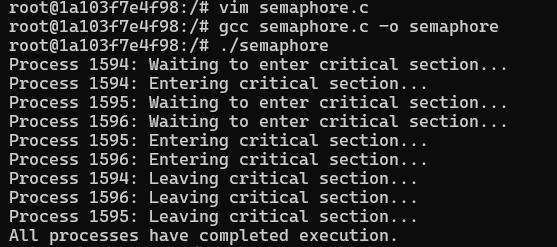 root@1a103f7e4f98:/# vim semaphore.c
root@1a103f7e4f98:/# gcc semaphore.c -o semaphore
root@1a103f7e4f98:/# ./semaphore
Process 1594: Waiting to enter critical section...
Process 1594: Entering critical section...
Process 1595: Waiting to enter critical section...
Process 1596: Waiting to enter critical section...
Process 1595: Entering critical section...
Process 1596: Entering critical section...
Process 1594: Leaving critical section...
Process 1596: Leaving critical section...
Process 1595: Leaving critical section...
All processes have completed execution.